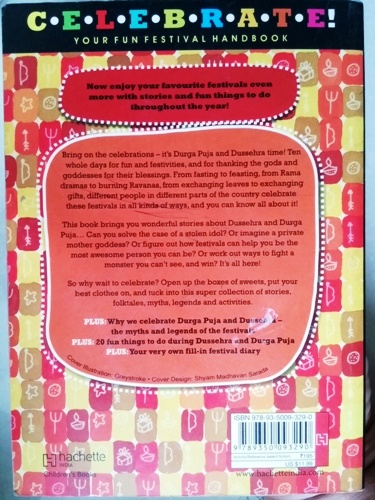 C•E•L•E•B•R•A•T•E!
YOUR FUN FESTIVAL HANDBOOK
Now enjoy your favourite festivals even
more with stories and fun things to do
throughout the year!
Bring on the celebrations – it's Durga Puja and Dussehra time! Ten
whole days for fun and festivities, and for thanking the gods and
goddesses for their blessings. From fasting to feasting, from Rama
dramas to burning Ravanas, from exchanging leaves to exchanging
gifts, different people in different parts of the country celebrate
these festivals in all kinds of ways, and you can know all about it!
This book brings you wonderful stories about Dussehra and Durga
Puja.... Can you solve the case of a stolen idol? Or imagine a private
mother goddess? Or figure out how festivals can help you be the
most awesome person you can be? Or work out ways to fight a
monster you can't see, and win? It's all here!
So why wait to celebrate? Open up the boxes of sweets, put your
best clothes on, and tuck into this super collection of stories,
folktales, myths, legends and activities.
PLUS: Why we celebrate Durga Puja and Dussehra –
the myths and legends of the festivals
PLUS: 20 fun things to do during Dussehra and Durga Puja
PLUS: Your very own fill-in festival diary
Cover Illustration: Greystroke • Cover Design: Shyam Madhavan Sarada
ISBN 978-93-5009-329-0
9 789350 093290
hachette
INDIA
Children's Books
www.hachetteindia.com